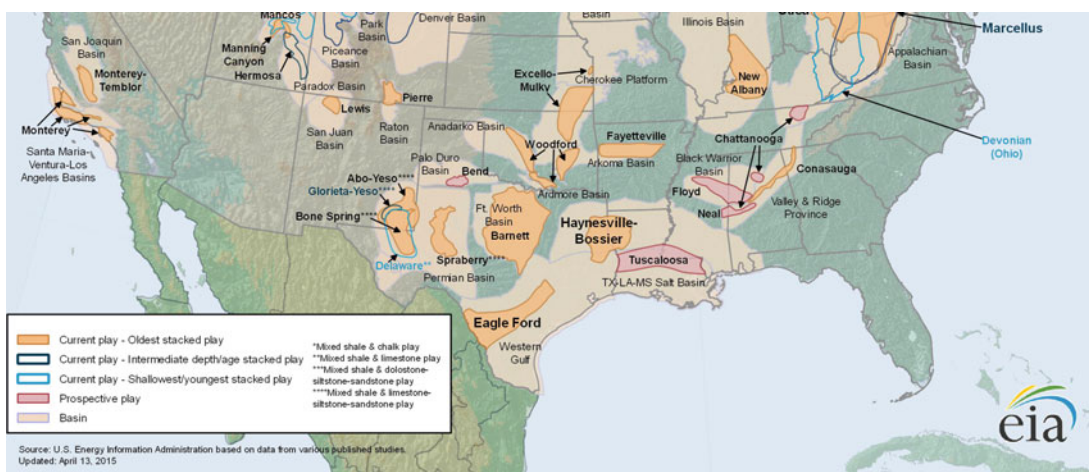 Mancos
Park
Basin
Denver Basin
Basin
Illinois Basin
Utica
Marcellus
San Joaquin
Basin
Manning
Canyon
Hermosa
Piceance
Basin
Appalachian
Basin
Monterey-
Temblor
Paradox Basin
Excello-
Mulky
Cherokee Platform
New
Albany
Lewis
Pierre
Monterey
San Juan
Basin
Raton
Basin
Anadarko Basin
Woodford
Fayetteville
Chattanooga
Devonian
(Ohio)
Santa Maria-
Ventura-Los
Angeles Basins
Palo Duro
Basin
Bend
Arkoma Basin
Black Warrior
Basin
Conasauga
Abo-Yeso****
Glorieta-Yeso****
Ardmore Basin
Floyd
Valley & Ridge
Province
Bone Spring****
Ft. Worth
Basin
Barnett
Haynesville-
Bossier
Neal
Delaware**
Spraberry****
Permian Basin
Tuscaloosa
TX-LA-MS Salt Basin
Eagle Ford
Western
Gulf
Current play - Oldest stacked play
Current play - Intermediate depth/age stacked play
Current play - Shallowest/youngest stacked play
Prospective play
Basin
*Mixed shale & chalk play
**Mixed shale & limestone play
***Mixed shale & dolostone-
siltstone-sandstone play
****Mixed shale & limestone-
siltstone-sandstone play
Source: U.S. Energy Information Administration based on data from various published studies.
Updated: April 13, 2015
eia